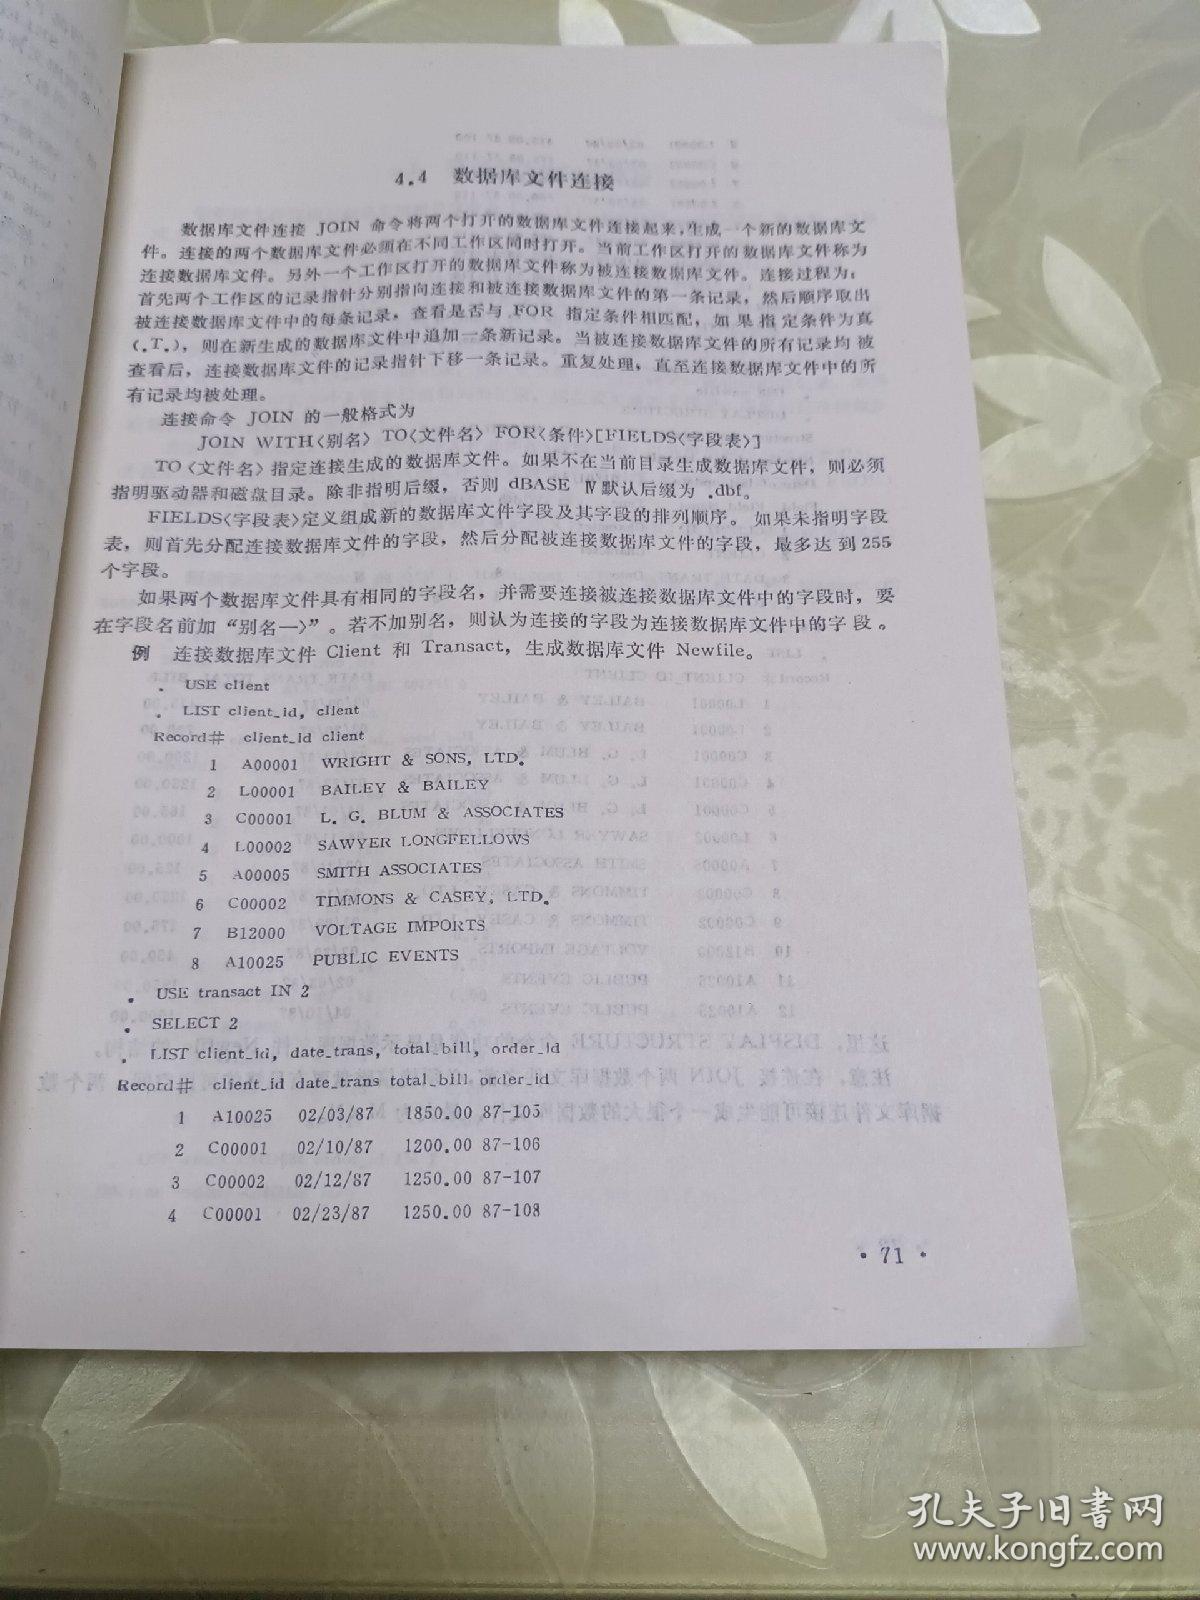 4.4 数据库文件连接
数据库文件连接 JOIN 命令将两个打开的数据库文件连接起来,生成一个新的数据库文
件。连接的两个数据库文件必须在不同工作区同时打开。当前工作区打开的数据库文件称为
连接数据库文件。另外一个工作区打开的数据库文件称为被连接数据库文件。连接过程为:
首先两个工作区的记录指针分别指向连接和被连接数据库文件的第一条记录,然后顺序取出
被连接数据库文件中的每条记录,查看是否与 FOR 指定条件相匹配,如果指定条件为真
(.T.),则在新生成的数据库文件中追加一条新记录。当被连接数据库文件的所有记录均被
查看后,连接数据库文件的记录指针下移一条记录。重复处理,直至连接数据库文件中的所
有记录均被处理。
连接命令 JOIN 的一般格式为
JOIN WITH〈别名〉 TO〈文件名〉 FOR〈条件〉[FIELDS〈字段表〉]
TO〈文件名〉指定连接生成的数据库文件。如果不在当前目录生成数据库文件,则必须
指明驱动器和磁盘目录。除非指明后缀,否则 dBASE Ⅳ默认后缀为 .dbf。
FIELDS〈字段表〉定义组成新的数据库文件字段及其字段的排列顺序。如果未指明字段
表,则首先分配连接数据库文件的字段,然后分配被连接数据库文件的字段,最多达到255
个字段。
如果两个数据库文件具有相同的字段名,并需要连接被连接数据库文件中的字段时,要
在字段名前加“别名—〉”。若不加别名,则认为连接的字段为连接数据库文件中的字段。
例 连接数据库文件 Client 和 Transact,生成数据库文件 Newfile。
. USE client
. LIST client_id, client
Record# client_id client
1 A00001 WRIGHT & SONS, LTD.
2 L00001 BAILEY & BAILEY
3 C00001 L. G. BLUM & ASSOCIATES
4 L00002 SAWYER LONGFELLOWS
5 A00005 SMITH ASSOCIATES
6 C00002 TIMMONS & CASEY, LTD.
7 B12000 VOLTAGE IMPORTS
8 A10025 PUBLIC EVENTS
. USE transact IN 2
. SELECT 2
. LIST client_id, date_trans, total_bill, order_id
Record# client_id date_trans total_bill order_id
1 A10025 02/03/87 1850.00 87-105
2 C00001 02/10/87 1200.00 87-106
3 C00002 02/12/87 1250.00 87-107
4 C00001 02/23/87 1250.00 87-108
• 71 •
孔夫子旧书网
www.kongfz.com